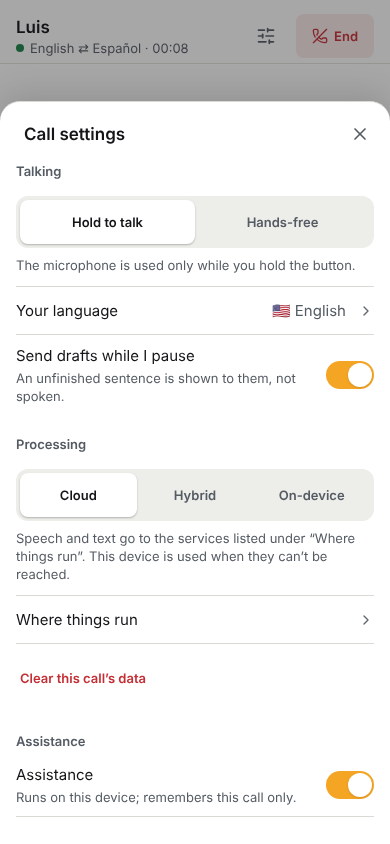 Luis
English ⇄ Español · 00:08
End
Call settings
Talking
Hold to talk
Hands-free
The microphone is used only while you hold the button.
Your language
English
Send drafts while I pause
An unfinished sentence is shown to them, not
spoken.
Processing
Cloud
Hybrid
On-device
Speech and text go to the services listed under “Where
things run”. This device is used when they can’t be
reached.
Where things run
Clear this call’s data
Assistance
Assistance
Runs on this device; remembers this call only.